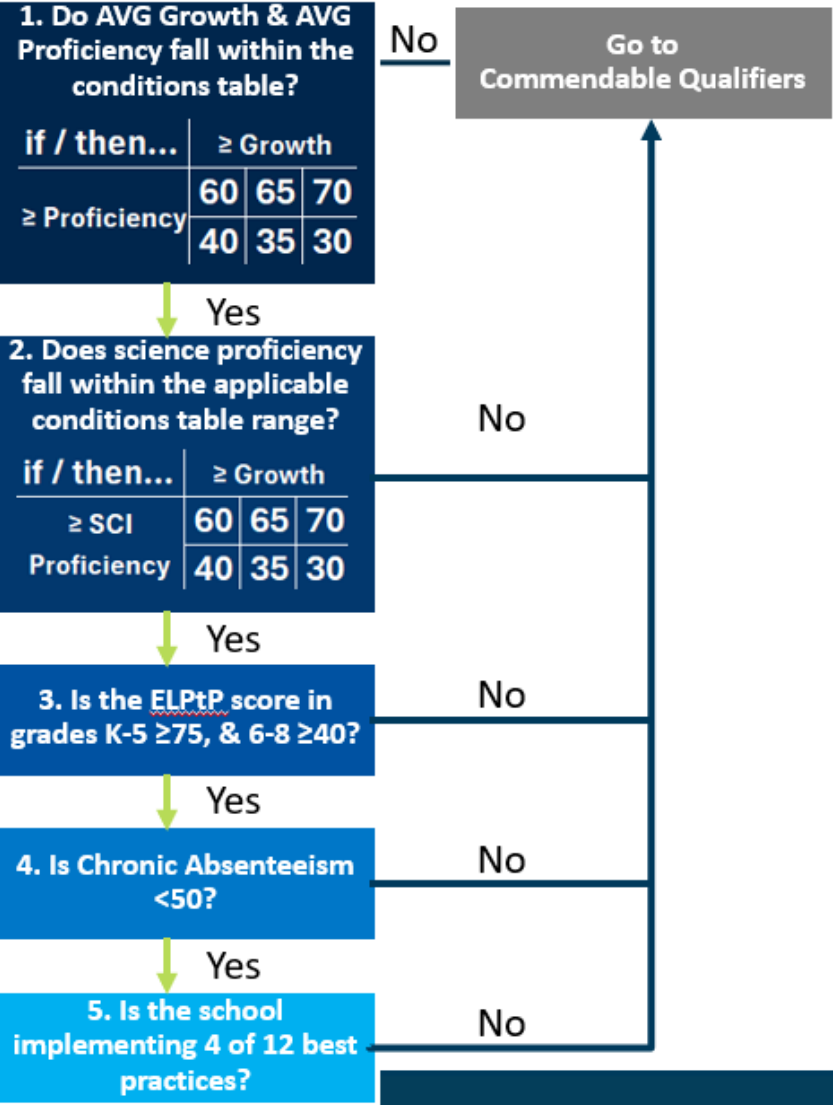 1. Do AVG Growth & AVG
Proficiency fall within the
conditions table?
if / then... ≥ Growth
≥ Proficiency
60 65 70
40 35 30
No
Go to
Commendable Qualifiers
Yes
2. Does science proficiency
fall within the applicable
conditions table range?
if / then... ≥ Growth
≥ SCI
Proficiency
60 65 70
40 35 30
No
Yes
3. Is the ELPtP score in
grades K-5 ≥75, & 6-8 ≥40?
No
Yes
4. Is Chronic Absenteeism
<50?
No
Yes
5. Is the school
implementing 4 of 12 best
practices?
No